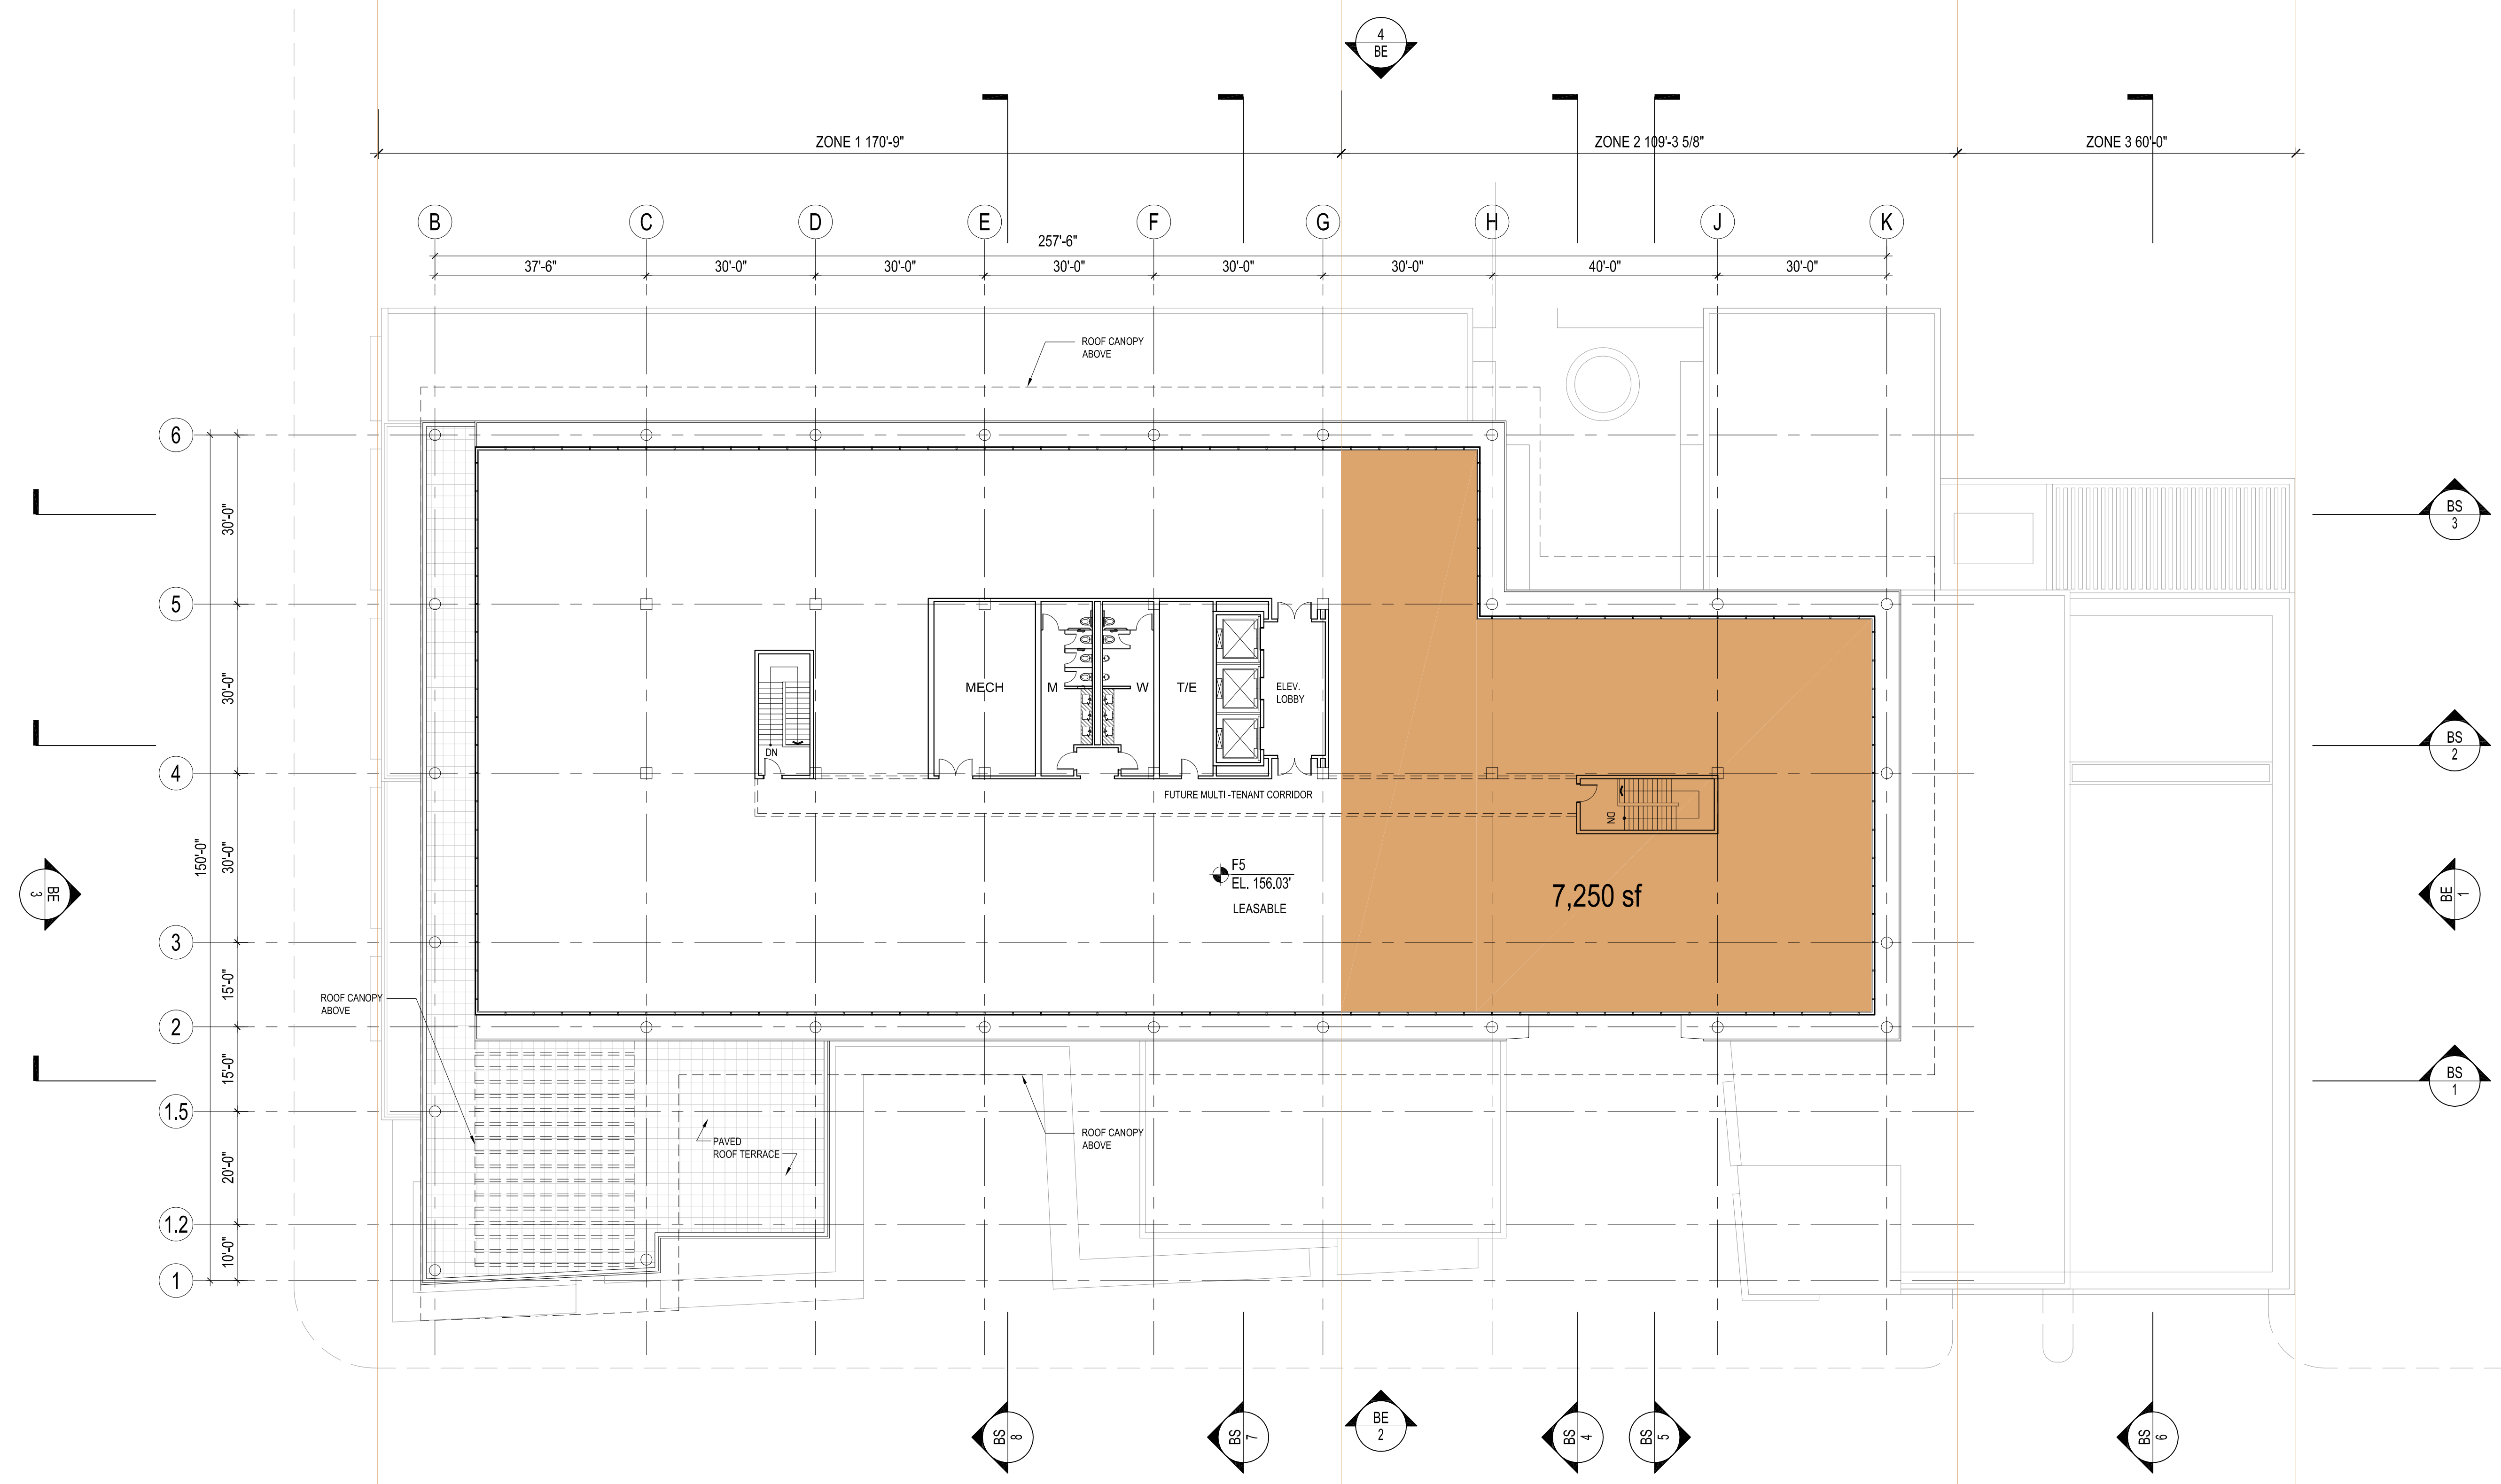 4
BE
ZONE 1 170'-9"
ZONE 2 109'-3 5/8"
ZONE 3 60'-0"
B
C
D
E
F
G
H
J
K
257'-6"
37'-6"
30'-0"
30'-0"
30'-0"
30'-0"
30'-0"
40'-0"
30'-0"
ROOF CANOPY
ABOVE
6
30'-0"
BS
3
5
30'-0"
MECH
M
W
T/E
ELEV.
LOBBY
DN
BS
2
4
FUTURE MULTI -TENANT CORRIDOR
DN
150'-0"
30'-0"
F5
EL. 156.03'
LEASABLE
7,250 sf
BE
3
BE
1
3
15'-0"
ROOF CANOPY
ABOVE
2
15'-0"
BS
1
1.5
ROOF CANOPY
ABOVE
PAVED
ROOF TERRACE
20'-0"
1.2
10'-0"
1
BS
8
BS
7
BE
2
BS
4
BS
5
BS
6